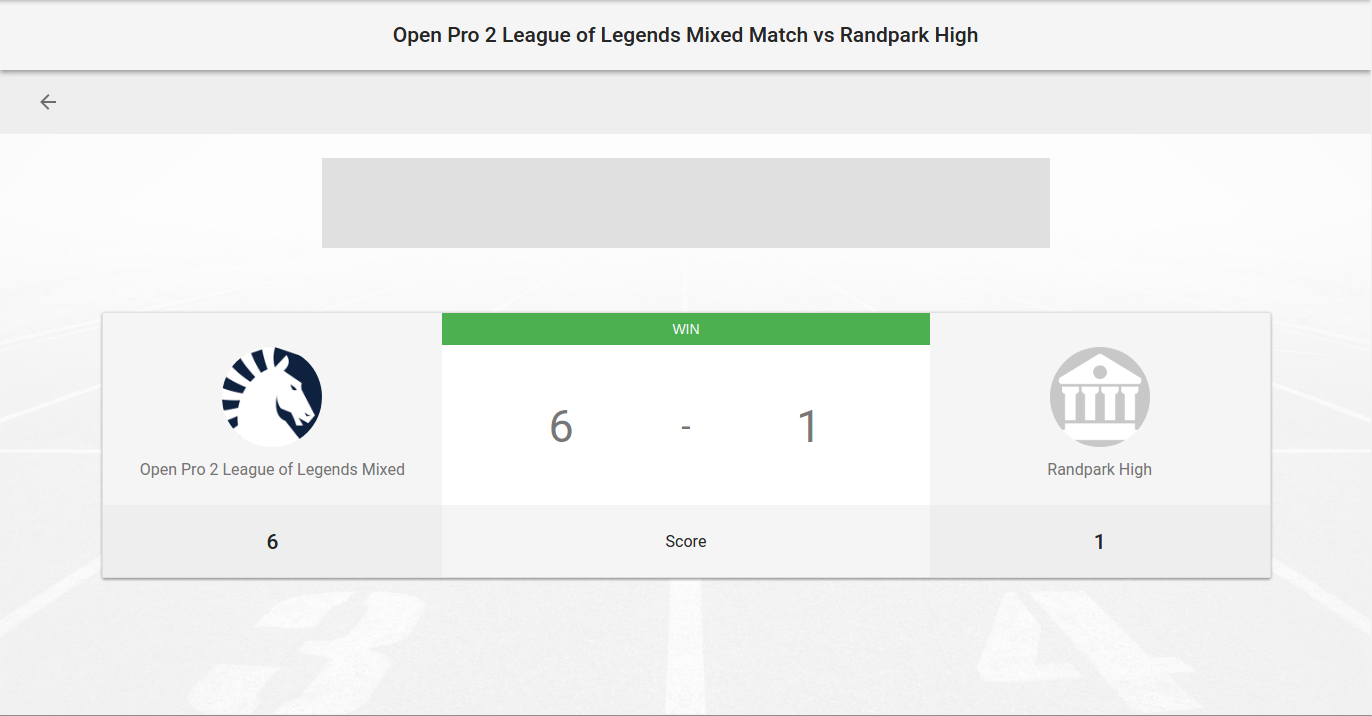 Open Pro 2 League of Legends Mixed Match vs Randpark High
WIN
6 - 1
Open Pro 2 League of Legends Mixed
Randpark High
6
Score
1
3
4